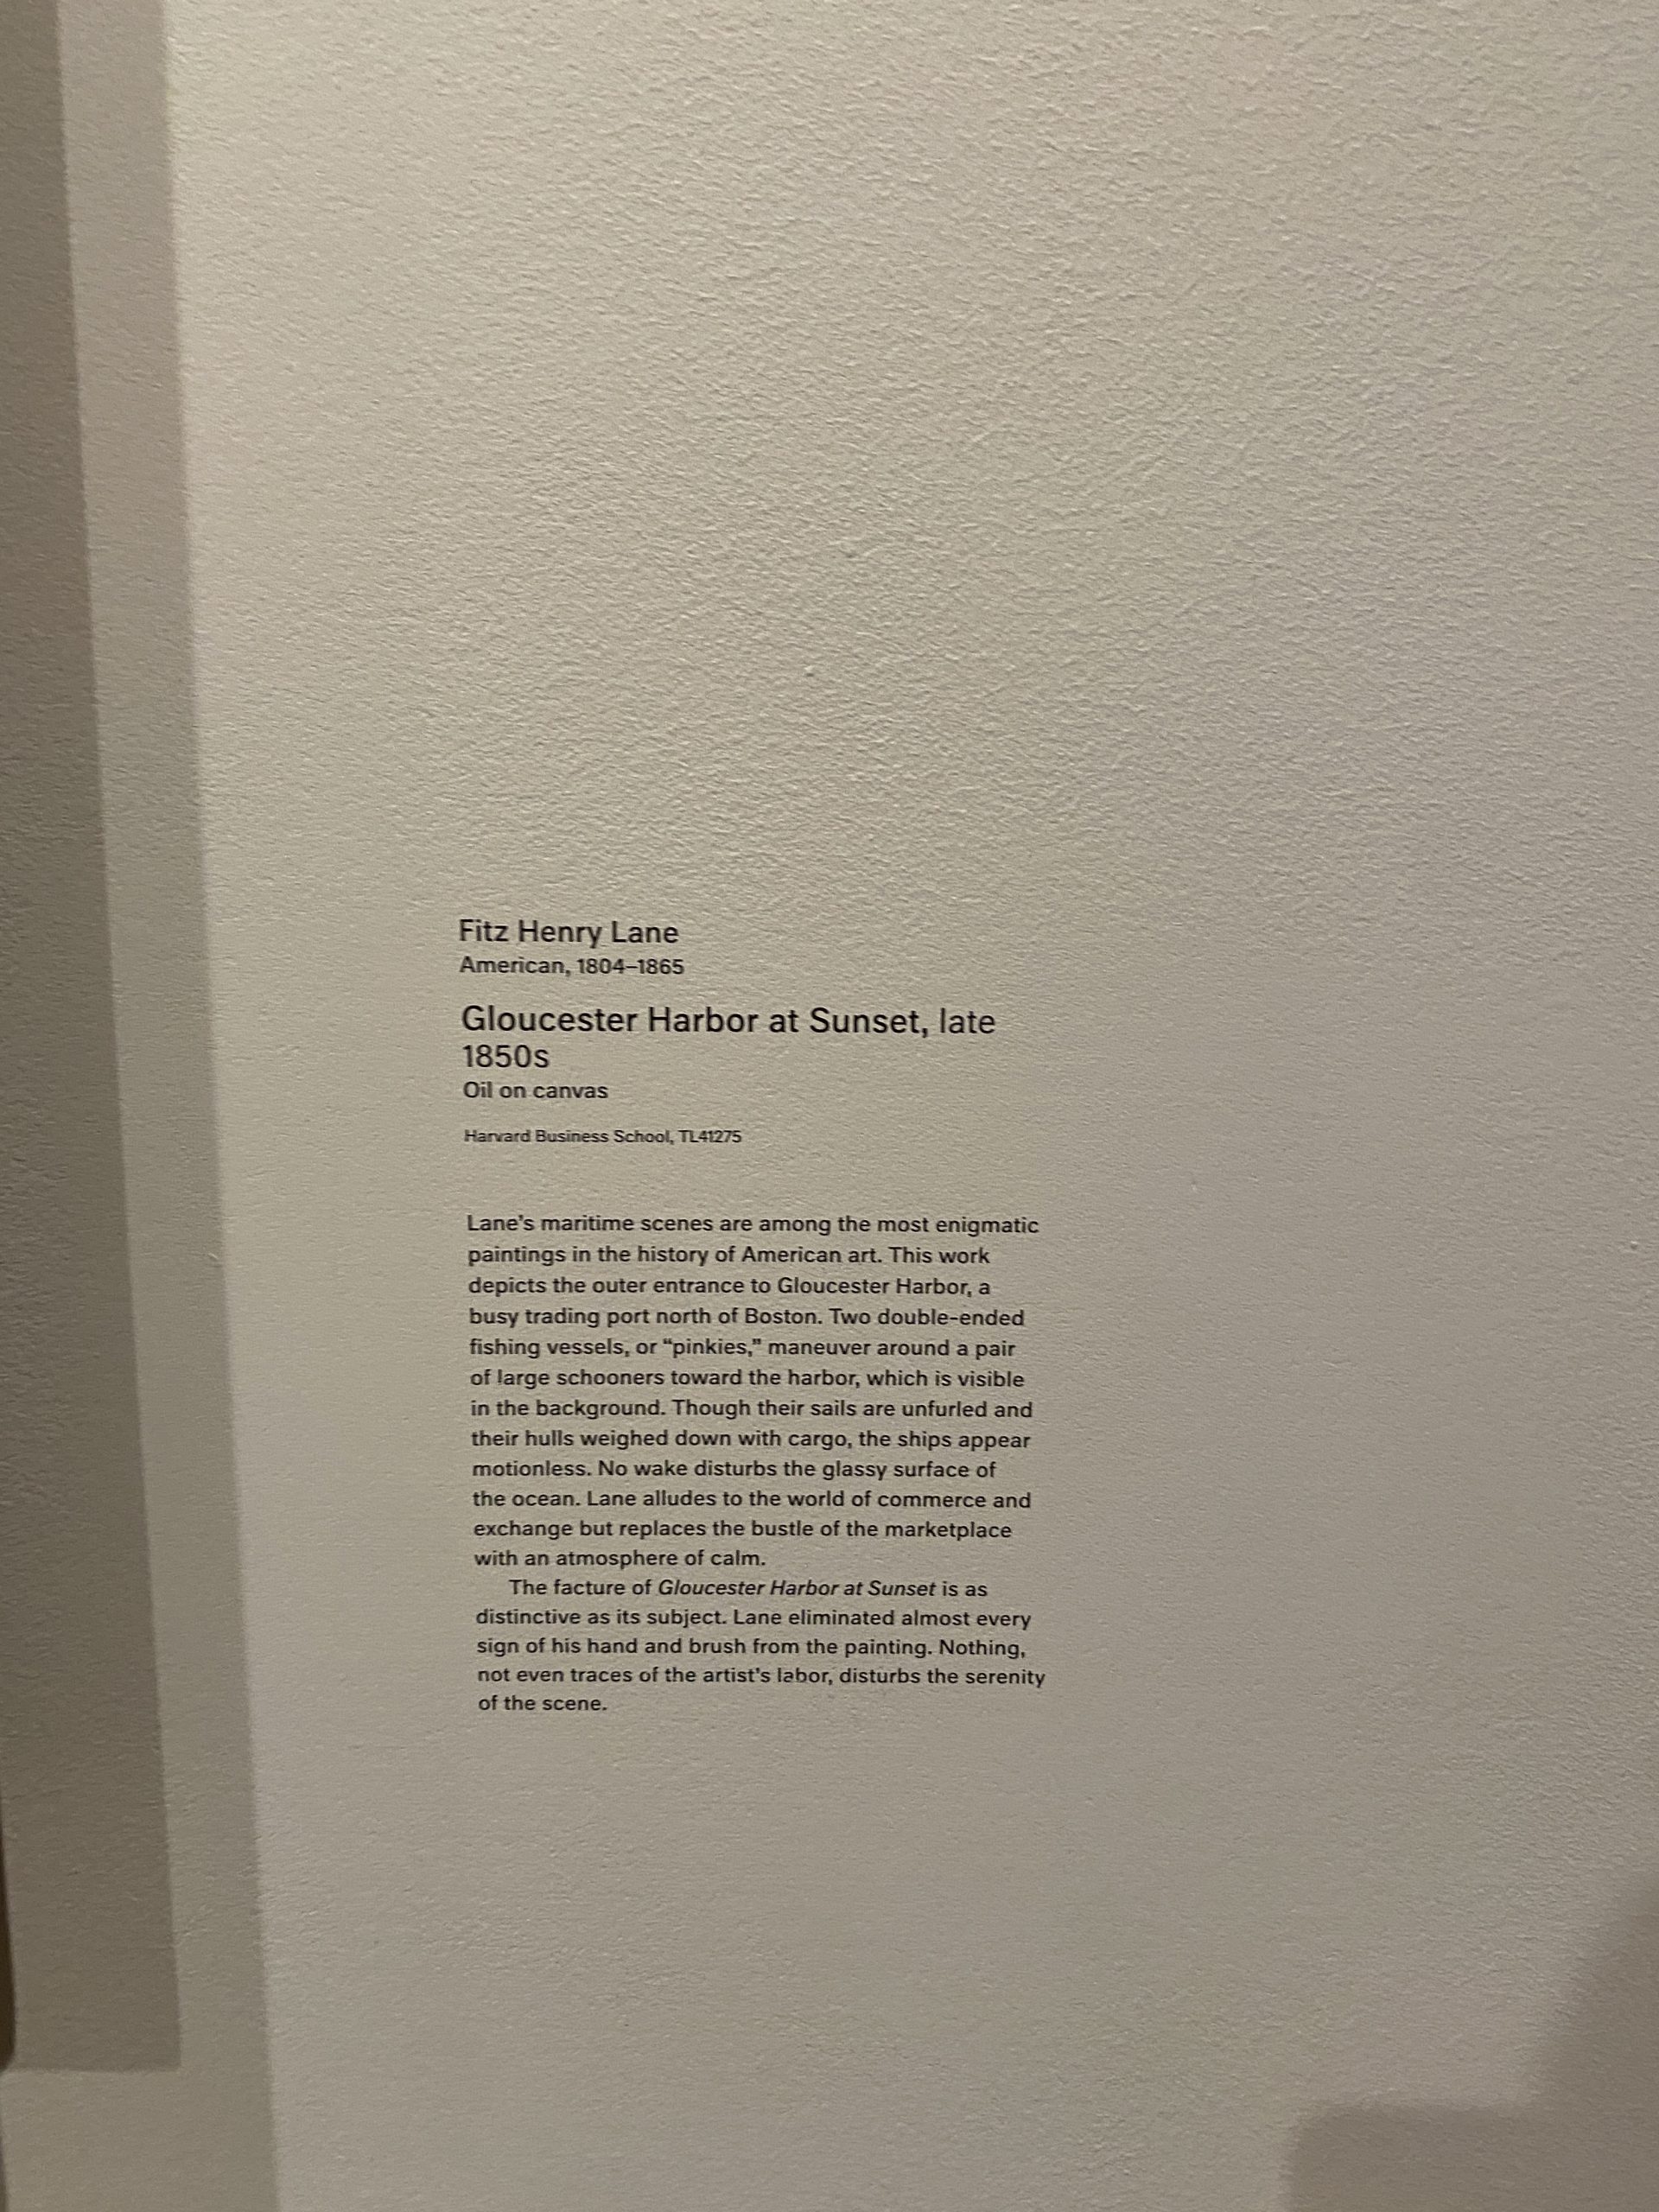 Fitz Henry Lane
American, 1804–1865
Gloucester Harbor at Sunset, late
1850s
Oil on canvas
Harvard Business School, TL41275
Lane's maritime scenes are among the most enigmatic
paintings in the history of American art. This work
depicts the outer entrance to Gloucester Harbor, a
busy trading port north of Boston. Two double-ended
fishing vessels, or “pinkies,” maneuver around a pair
of large schooners toward the harbor, which is visible
in the background. Though their sails are unfurled and
their hulls weighed down with cargo, the ships appear
motionless. No wake disturbs the glassy surface of
the ocean. Lane alludes to the world of commerce and
exchange but replaces the bustle of the marketplace
with an atmosphere of calm.
The facture of Gloucester Harbor at Sunset is as
distinctive as its subject. Lane eliminated almost every
sign of his hand and brush from the painting. Nothing,
not even traces of the artist's labor, disturbs the serenity
of the scene.